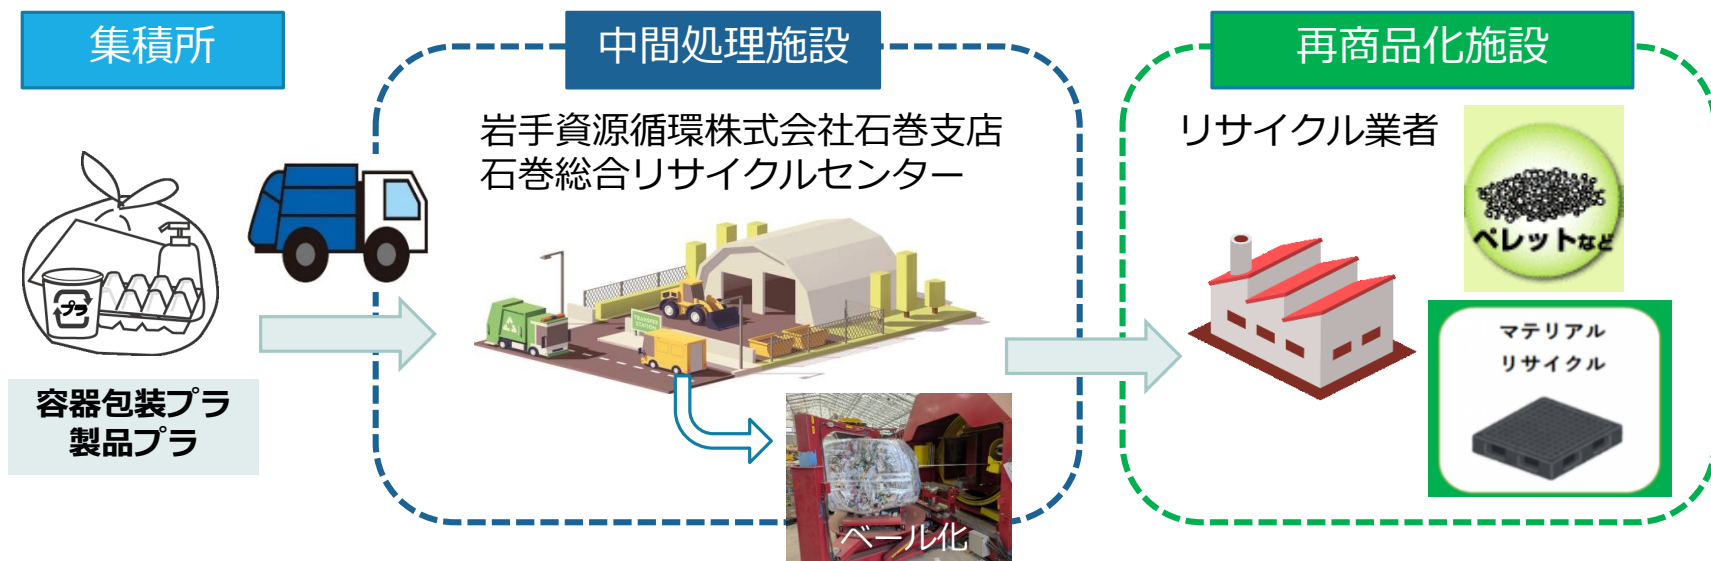 集積所
プラ
容器包装プラ
製品プラ
中間処理施設
岩手資源循環株式会社石巻支店
石巻総合リサイクルセンター
TRANSFER
STATION
ベール化
再商品化施設
リサイクル業者
ペレットなど
マテリアル
リサイクル